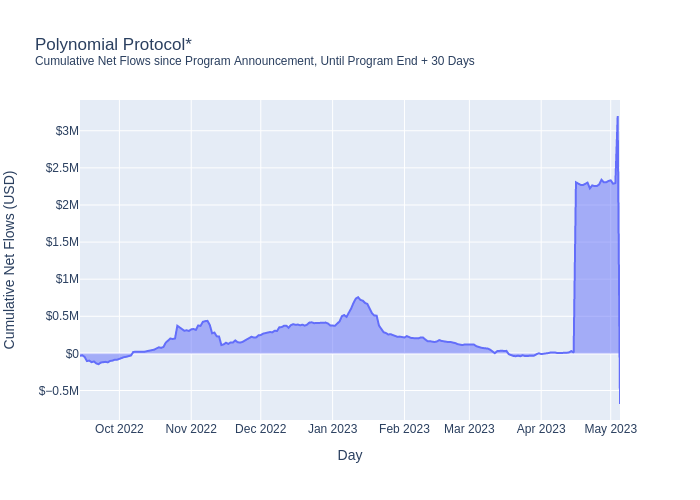 Polynomial Protocol*
Cumulative Net Flows since Program Announcement, Until Program End + 30 Days
Cumulative Net Flows (USD)
$3M
$2.5M
$2M
$1.5M
$1M
$0.5M
$0
$−0.5M
Oct 2022
Nov 2022
Dec 2022
Jan 2023
Feb 2023
Mar 2023
Apr 2023
May 2023
Day